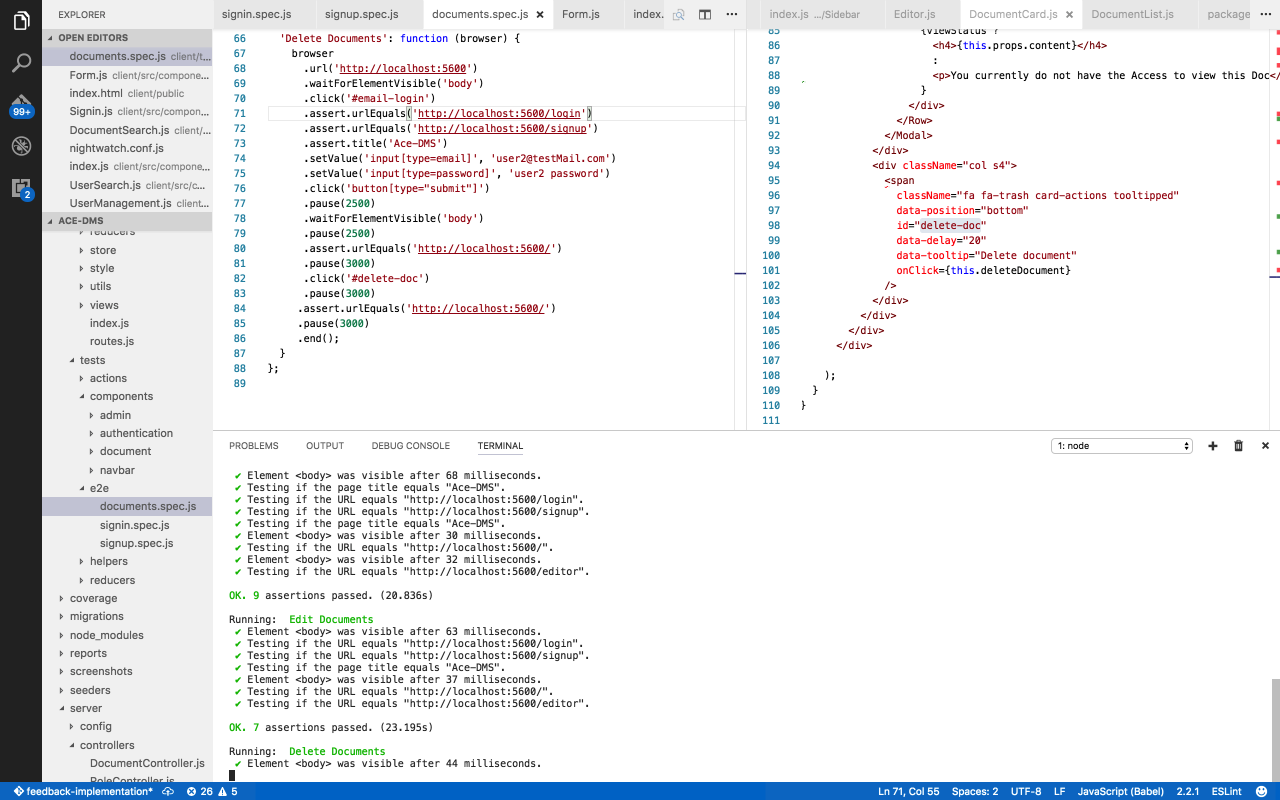 EXPLORER
OPEN EDITORS
documents.spec.js client/t...
Form.js client/src/compone...
index.html client/public
Signin.js client/src/compone...
DocumentSearch.js client/sr...
nightwatch.conf.js
index.js client/src/compone...
UserSearch.js client/src/c...
UserManagement.js client/s...
99+
2
ACE-DMS
reducers
store
style
utils
views
index.js
routes.js
tests
actions
components
admin
authentication
document
navbar
e2e
documents.spec.js
signin.spec.js
signup.spec.js
helpers
reducers
coverage
migrations
node_modules
reports
screenshots
seeders
server
config
controllers
DocumentController.js
RoleController.js
signin.spec.js signup.spec.js documents.spec.js Form.js index.
66 'Delete Documents': function (browser) {
67 browser
68 .url('http://localhost:5600')
69 .waitForElementVisible('body')
70 .click('#email-login')
71 .assert.urlEquals('http://localhost:5600/login')
72 .assert.urlEquals('http://localhost:5600/signup')
73 .assert.title('Ace-DMS')
74 .setValue('input[type=email]', 'user2@testMail.com')
75 .setValue('input[type=password]', 'user2 password')
76 .click('button[type="submit"]')
77 .pause(2500)
78 .waitForElementVisible('body')
79 .pause(2500)
80 .assert.urlEquals('http://localhost:5600/')
81 .pause(3000)
82 .click('#delete-doc')
83 .pause(3000)
84 .assert.urlEquals('http://localhost:5600/')
85 .pause(3000)
86 .end();
87 }
88 };
89
index.js .../Sidebar Editor.js DocumentCard.js DocumentList.js package
85 {viewStatus ?
86 <h4>{this.props.content}</h4>
87 :
88 <p>You currently do not have the Access to view this Doc</
89 }
90 </div>
91 </Row>
92 </Modal>
93 </div>
94 <div className="col s4">
95 <span
96 className="fa fa-trash card-actions tooltipped"
97 data-position="bottom"
98 id="delete-doc"
99 data-delay="20"
100 data-tooltip="Delete document"
101 onClick={this.deleteDocument}
102 />
103 </div>
104 </div>
105 </div>
106 </div>
107
108 );
109 }
110 }
111
PROBLEMS OUTPUT DEBUG CONSOLE TERMINAL 1: node
✔ Element <body> was visible after 68 milliseconds.
✔ Testing if the page title equals "Ace-DMS".
✔ Testing if the URL equals "http://localhost:5600/login".
✔ Testing if the URL equals "http://localhost:5600/signup".
✔ Testing if the page title equals "Ace-DMS".
✔ Element <body> was visible after 30 milliseconds.
✔ Testing if the URL equals "http://localhost:5600/".
✔ Element <body> was visible after 32 milliseconds.
✔ Testing if the URL equals "http://localhost:5600/editor".
OK. 9 assertions passed. (20.836s)
Running: Edit Documents
✔ Element <body> was visible after 63 milliseconds.
✔ Testing if the URL equals "http://localhost:5600/login".
✔ Testing if the URL equals "http://localhost:5600/signup".
✔ Testing if the page title equals "Ace-DMS".
✔ Element <body> was visible after 37 milliseconds.
✔ Testing if the URL equals "http://localhost:5600/".
✔ Testing if the URL equals "http://localhost:5600/editor".
OK. 7 assertions passed. (23.195s)
Running: Delete Documents
✔ Element <body> was visible after 44 milliseconds.
feedback-implementation* 26 5 Ln 71, Col 55 Spaces: 2 UTF-8 LF JavaScript (Babel) 2.2.1 ESLint